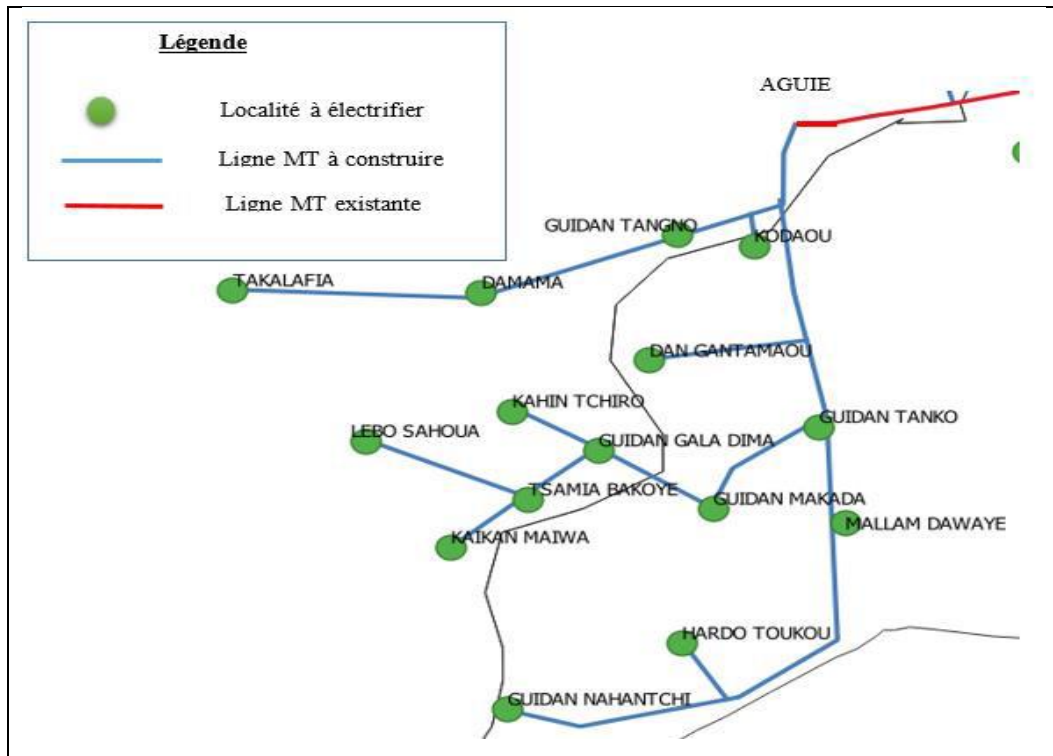 Légende
Localité à électrifier
Ligne MT à construire
Ligne MT existante
AGUIE
GUIDAN TANGNO
KODAOU
TAKALAFIA
DAMAMA
DAN GANTAMAOU
KAHIN TCHIRO
GUIDAN TANKO
LEBO SAHOUA
GUIDAN GALA DIMA
TSAMIA BAKOYE
GUIDAN MAKADA
MALLAM DAWAYE
KAIKAN MAIWA
HARDO TOUKOU
GUIDAN NAHANTCHI